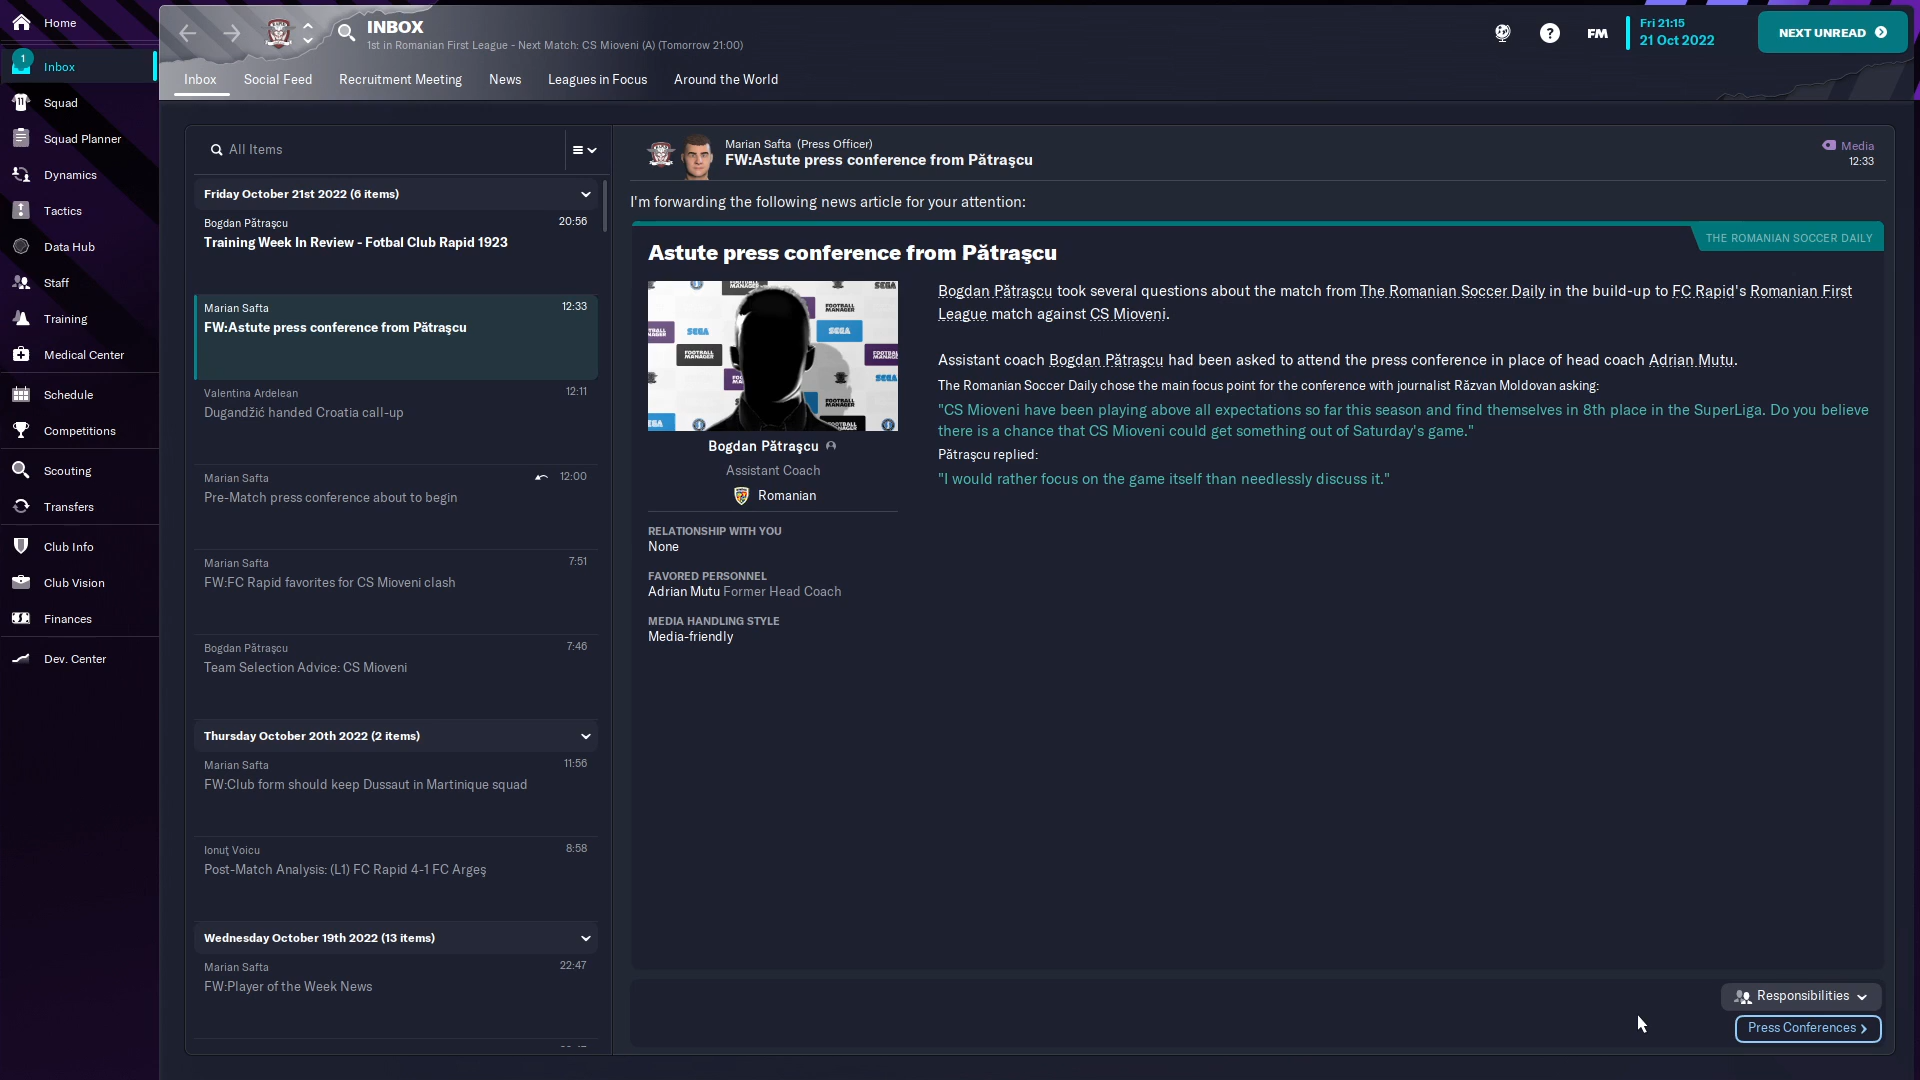 Home
1
Inbox
Squad
Squad Planner
Dynamics
Tactics
Data Hub
Staff
Training
Medical Center
Schedule
Competitions
Scouting
Transfers
Club Info
Club Vision
Finances
Dev. Center
INBOX
1st in Romanian First League - Next Match: CS Mioveni (A) (Tomorrow 21:00)
FM
Fri 21:15
21 Oct 2022
NEXT UNREAD
Inbox
Social Feed
Recruitment Meeting
News
Leagues in Focus
Around the World
All Items
Friday October 21st 2022 (6 items)
Bogdan Pătraşcu
20:56
Training Week In Review - Fotbal Club Rapid 1923
Marian Safta
12:33
FW:Astute press conference from Pătraşcu
Valentina Ardelean
12:11
Dugandžić handed Croatia call-up
Marian Safta
12:00
Pre-Match press conference about to begin
Marian Safta
7:51
FW:FC Rapid favorites for CS Mioveni clash
Bogdan Pătraşcu
7:46
Team Selection Advice: CS Mioveni
Thursday October 20th 2022 (2 items)
Marian Safta
11:56
FW:Club form should keep Dussaut in Martinique squad
Ionuţ Voicu
8:58
Post-Match Analysis: (L1) FC Rapid 4-1 FC Argeş
Wednesday October 19th 2022 (13 items)
Marian Safta
22:47
FW:Player of the Week News
Marian Safta (Press Officer)
FW:Astute press conference from Pătraşcu
Media
12:33
I'm forwarding the following news article for your attention:
THE ROMANIAN SOCCER DAILY
Astute press conference from Pătraşcu
SEGA
FOOTBALL MANAGER
Bogdan Pătraşcu
Assistant Coach
Romanian
RELATIONSHIP WITH YOU
None
FAVORED PERSONNEL
Adrian Mutu Former Head Coach
MEDIA HANDLING STYLE
Media-friendly
Bogdan Pătraşcu took several questions about the match from The Romanian Soccer Daily in the build-up to FC Rapid's Romanian First
League match against CS Mioveni.
Assistant coach Bogdan Pătraşcu had been asked to attend the press conference in place of head coach Adrian Mutu.
The Romanian Soccer Daily chose the main focus point for the conference with journalist Răzvan Moldovan asking:
"CS Mioveni have been playing above all expectations so far this season and find themselves in 8th place in the SuperLiga. Do you believe
there is a chance that CS Mioveni could get something out of Saturday's game."
Pătraşcu replied:
"I would rather focus on the game itself than needlessly discuss it."
Responsibilities
Press Conferences